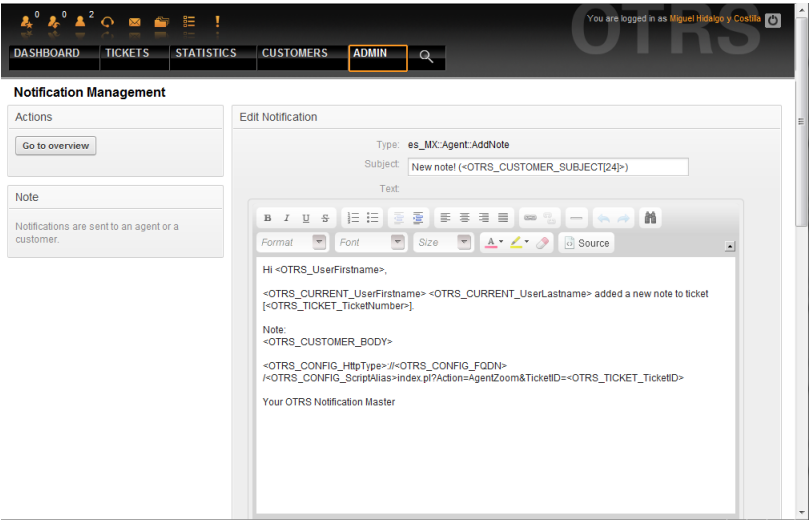 0 0 2
OTRS
You are logged in as Miguel Hidalgo y Costilla
DASHBOARD TICKETS STATISTICS CUSTOMERS ADMIN
Notification Management
Actions
Go to overview
Note
Notifications are sent to an agent or a
customer.
Edit Notification
Type: es_MX::Agent::AddNote
Subject: New note! (<OTRS_CUSTOMER_SUBJECT[24]>)
Text:
B I U S
Format Font Size A Source
Hi <OTRS_UserFirstname>,
<OTRS_CURRENT_UserFirstname> <OTRS_CURRENT_UserLastname> added a new note to ticket
[<OTRS_TICKET_TicketNumber>].
Note:
<OTRS_CUSTOMER_BODY>
<OTRS_CONFIG_HttpType>://<OTRS_CONFIG_FQDN>
/<OTRS_CONFIG_ScriptAlias>index.pl?Action=AgentZoom&TicketID=<OTRS_TICKET_TicketID>
Your OTRS Notification Master